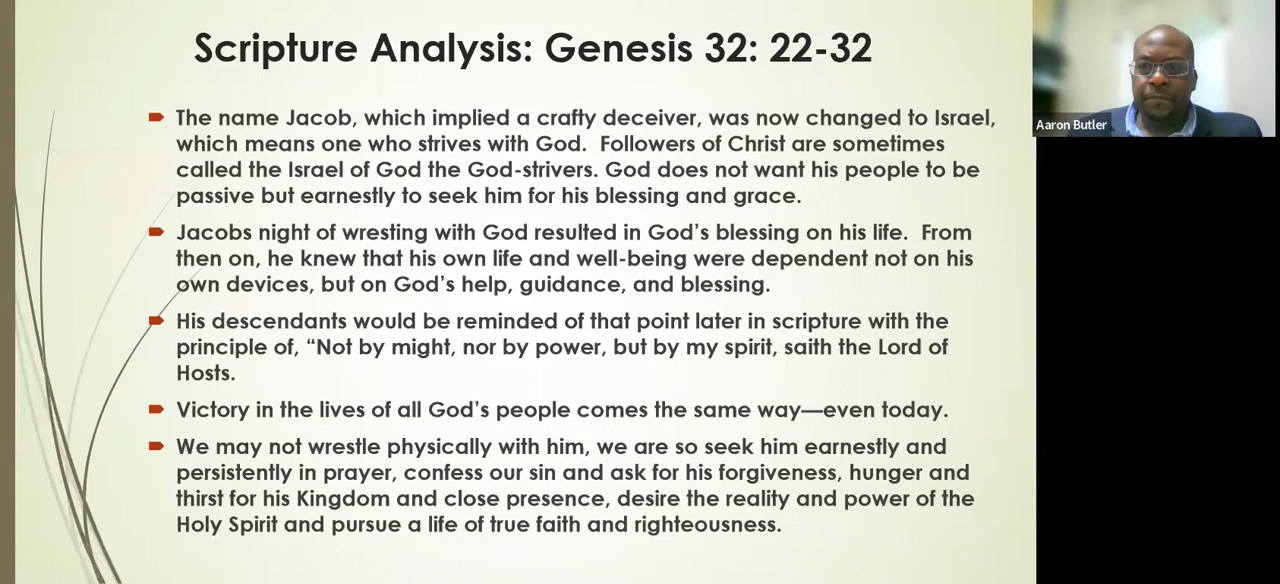 Scripture Analysis: Genesis 32: 22-32
The name Jacob, which implied a crafty deceiver, was now changed to Israel,
which means one who strives with God.  Followers of Christ are sometimes
called the Israel of God the God-strivers. God does not want his people to be
passive but earnestly to seek him for his blessing and grace.
Jacobs night of wresting with God resulted in God's blessing on his life.  From
then on, he knew that his own life and well-being were dependent not on his
own devices, but on God's help, guidance, and blessing.
His descendants would be reminded of that point later in scripture with the
principle of, "Not by might, nor by power, but by my spirit, saith the Lord of
Hosts.
Victory in the lives of all God's people comes the same way—even today.
We may not wrestle physically with him, we are so seek him earnestly and
persistently in prayer, confess our sin and ask for his forgiveness, hunger and
thirst for his Kingdom and close presence, desire the reality and power of the
Holy Spirit and pursue a life of true faith and righteousness.
Aaron Butler